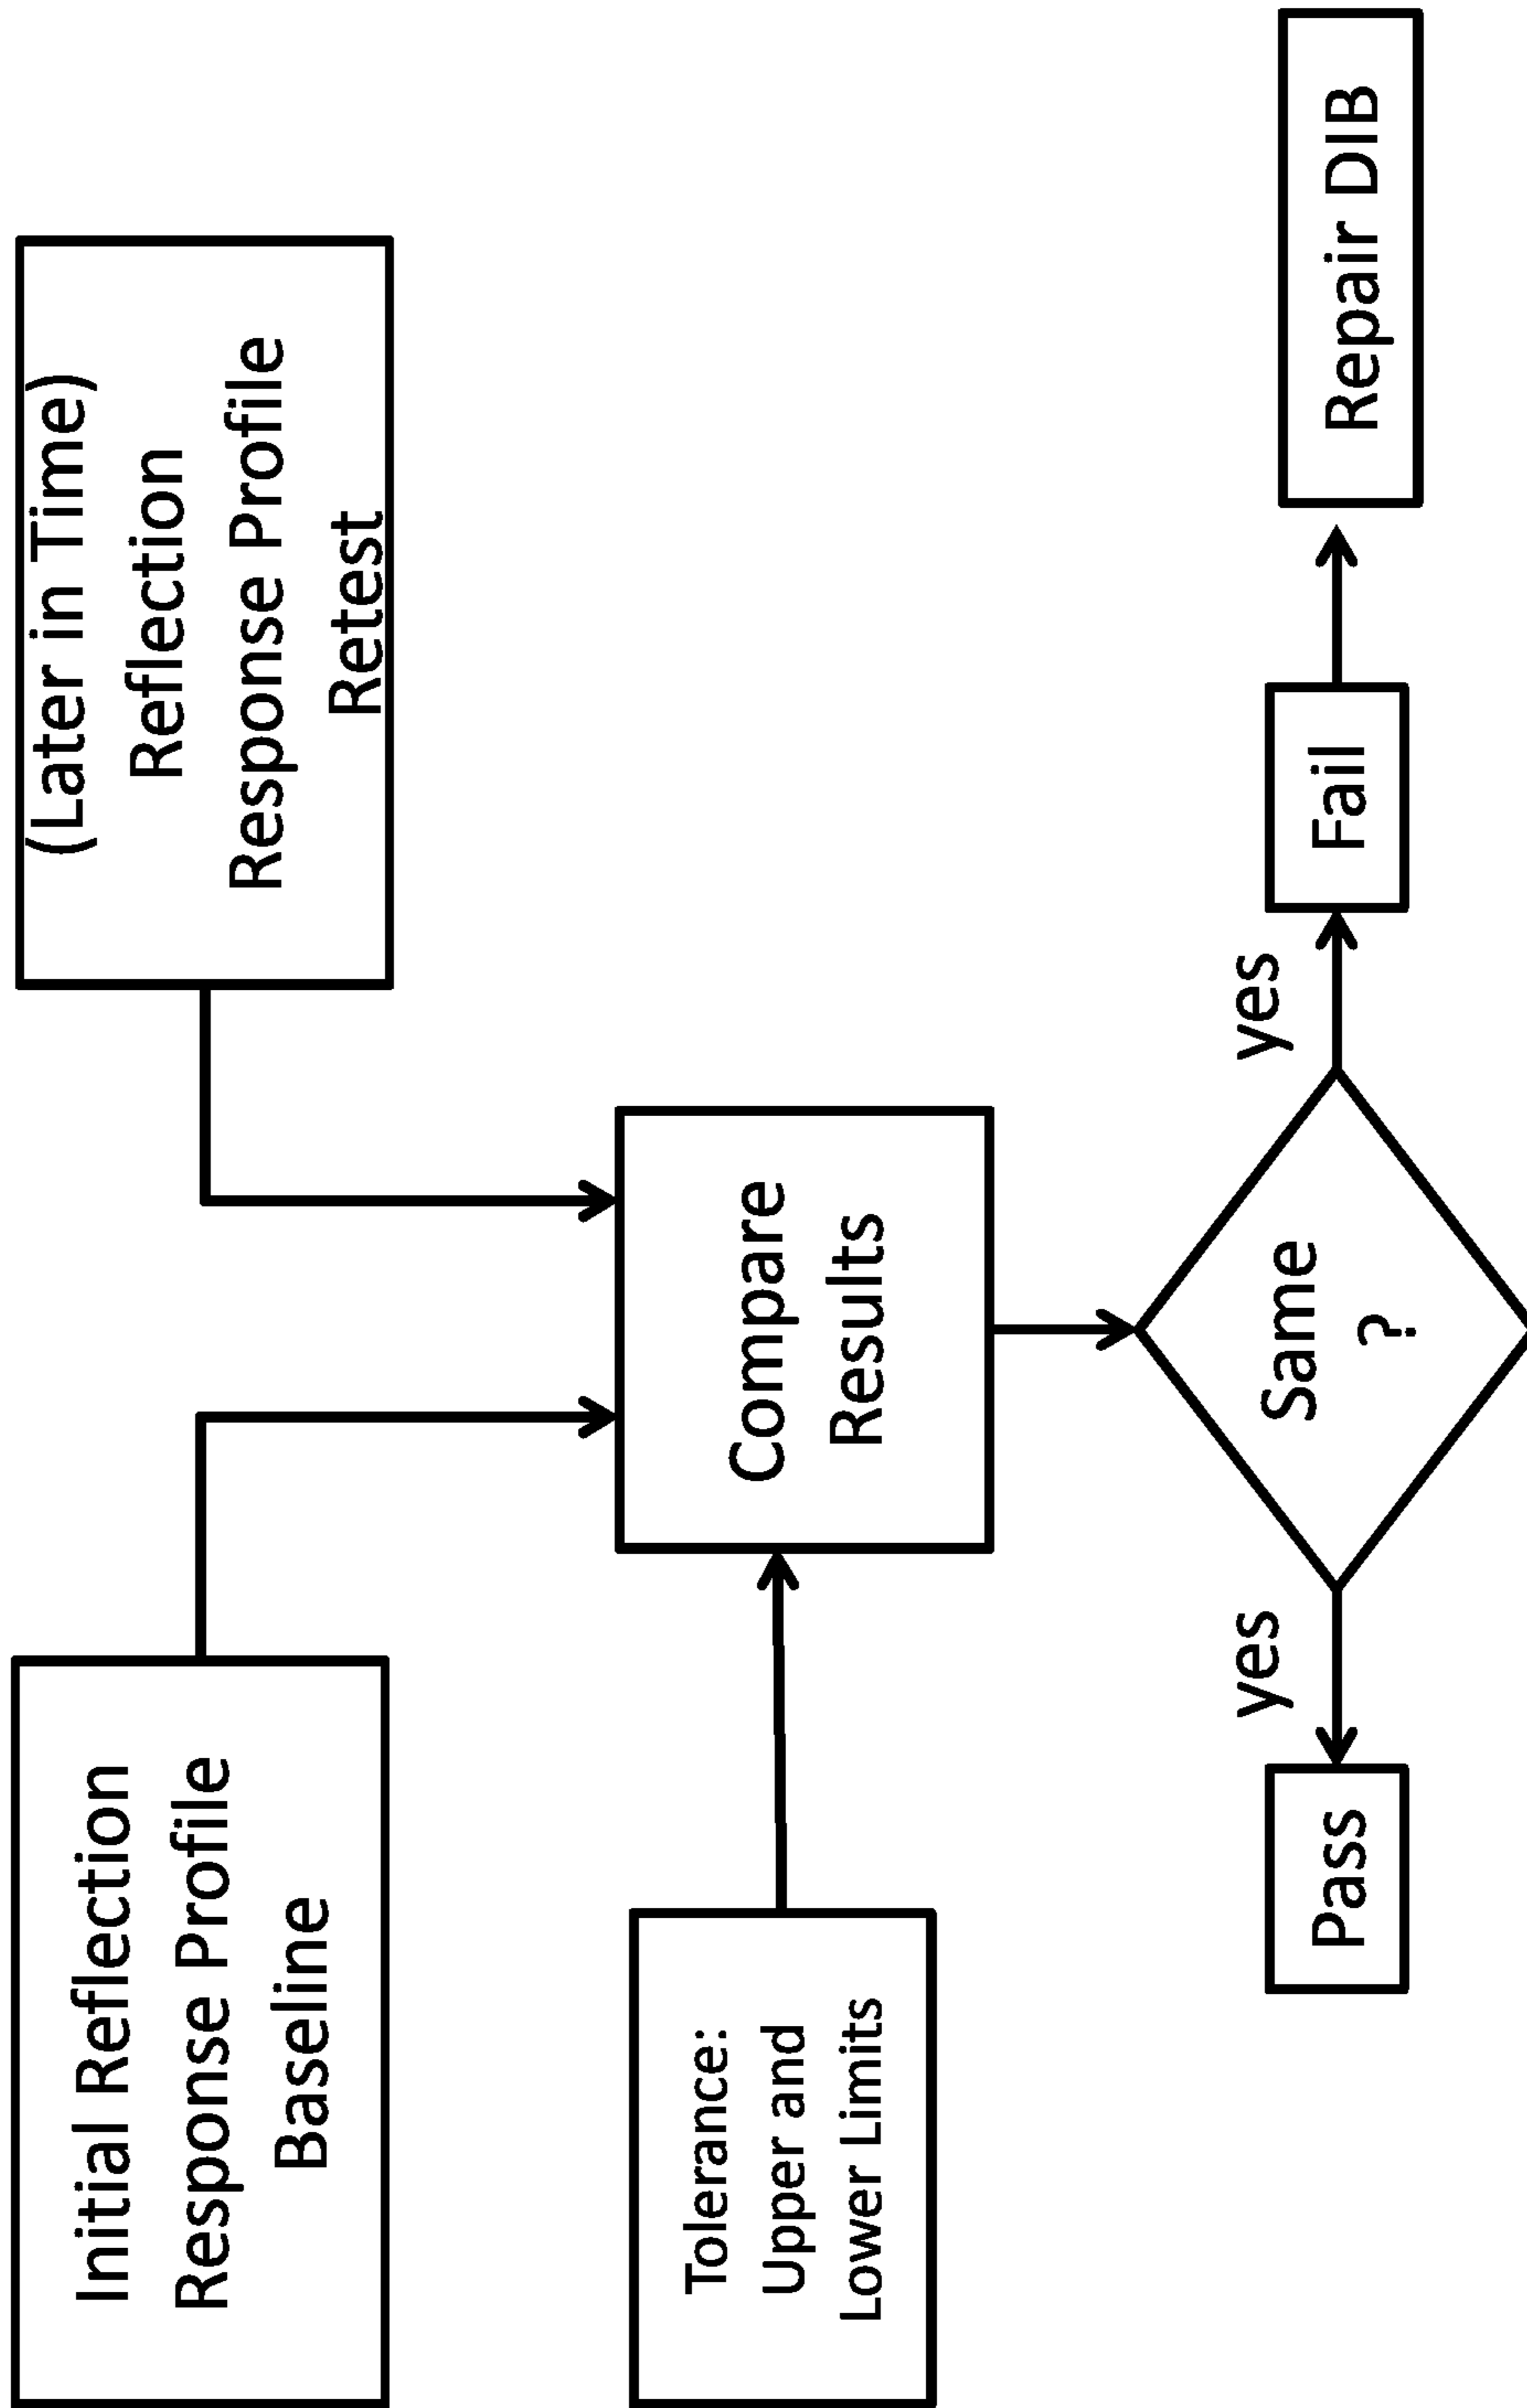 Initial Reflection
Response Profile
Baseline
(Later in Time)
Reflection
Response Profile
Retest
Tolerance:
Upper and
Lower Limits
Compare
Results
Same
?
yes
yes
Pass
Fail
Repair DIB